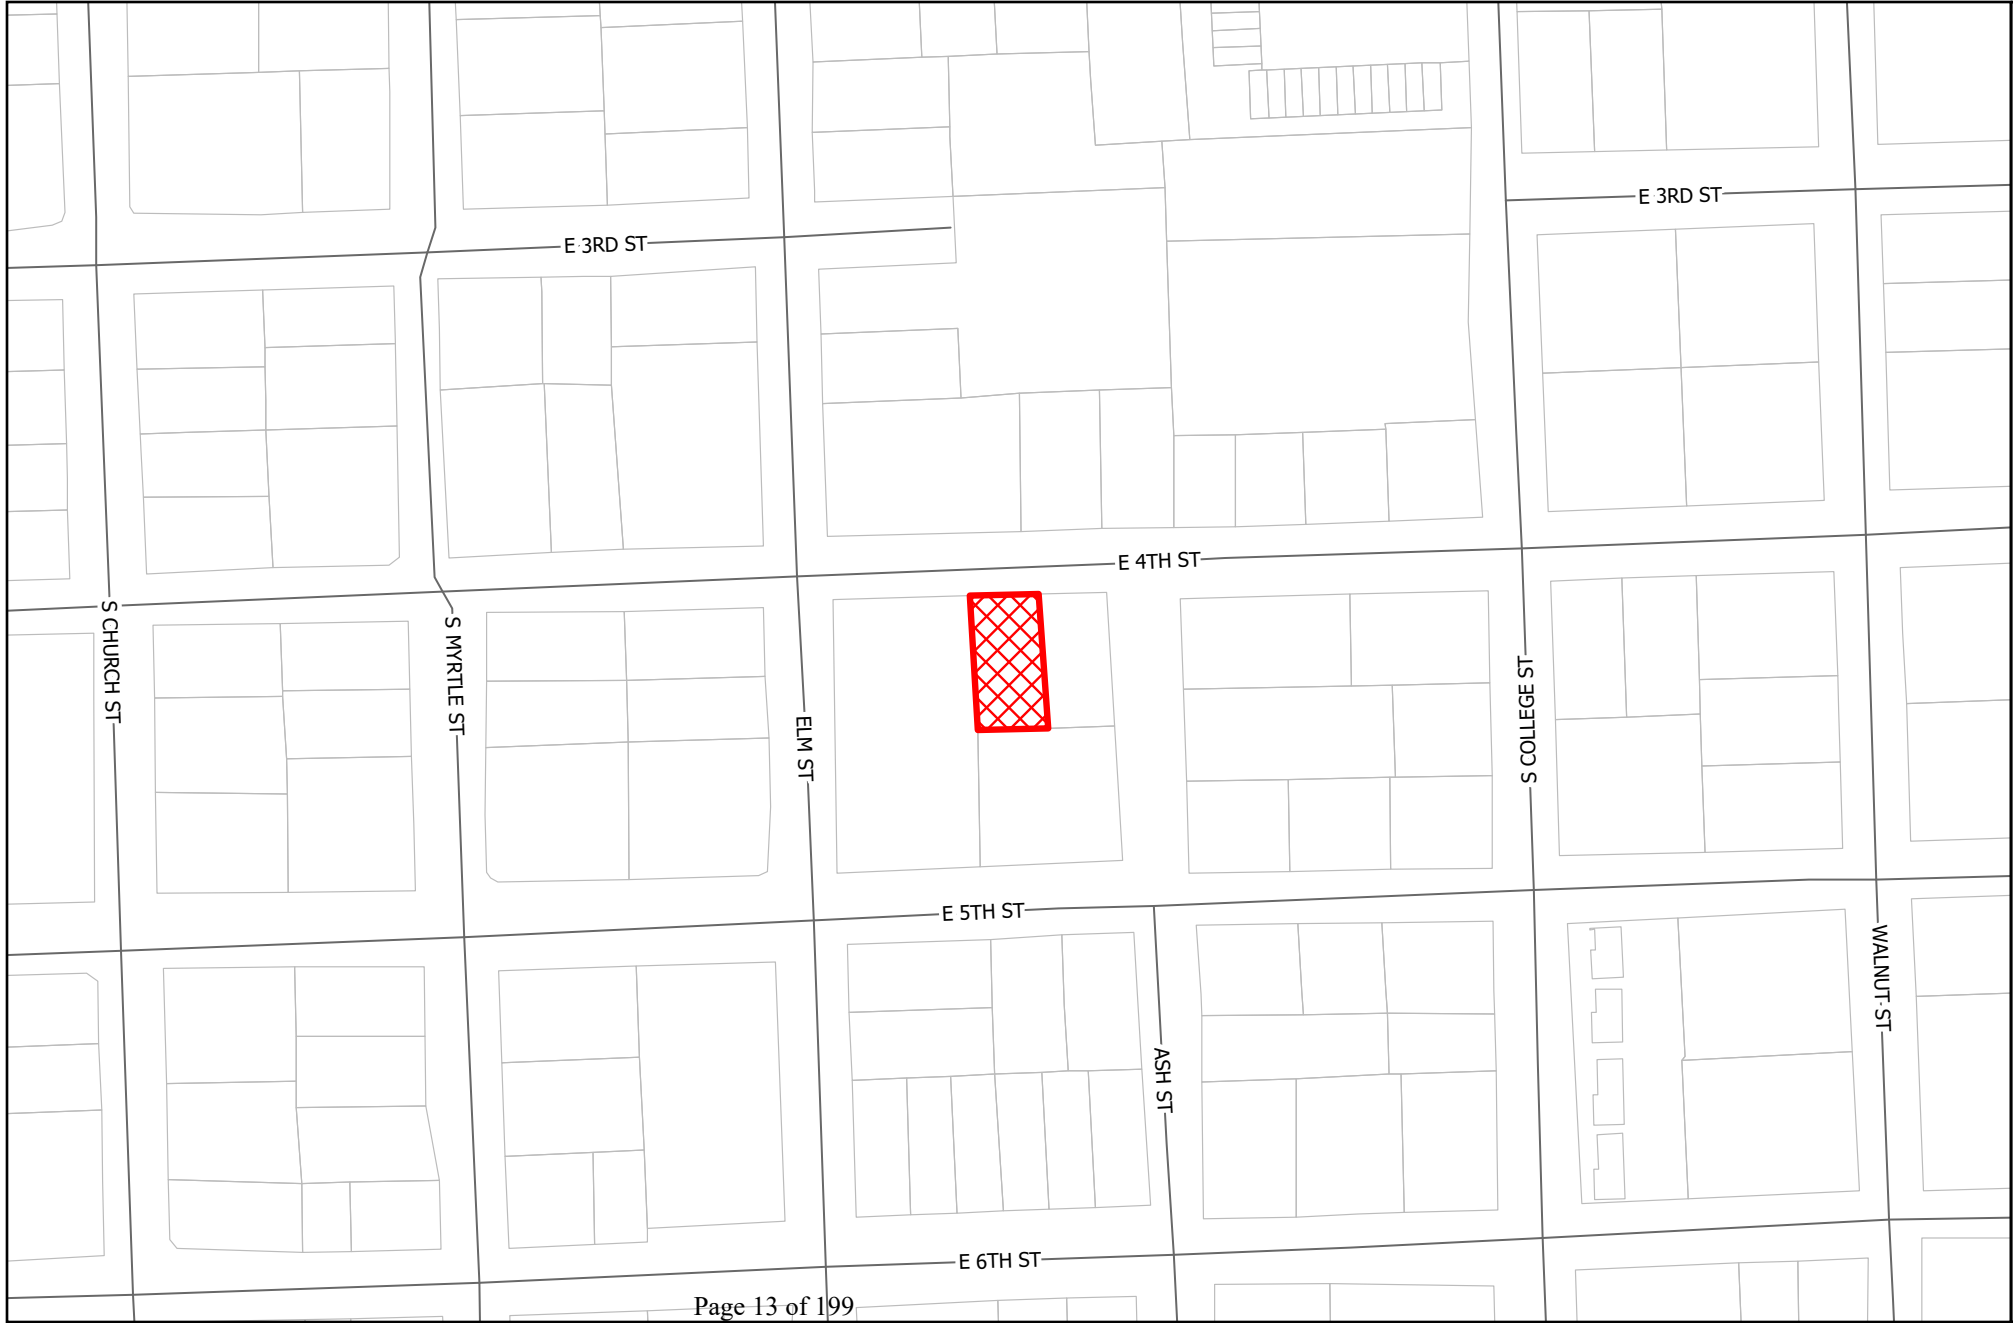 E 3RD ST
E 3RD ST
E 4TH ST
S CHURCH ST
S MYRTLE ST
ELM ST
S COLLEGE ST
E 5TH ST
WALNUT ST
ASH ST
E 6TH ST
Page 13 of 199